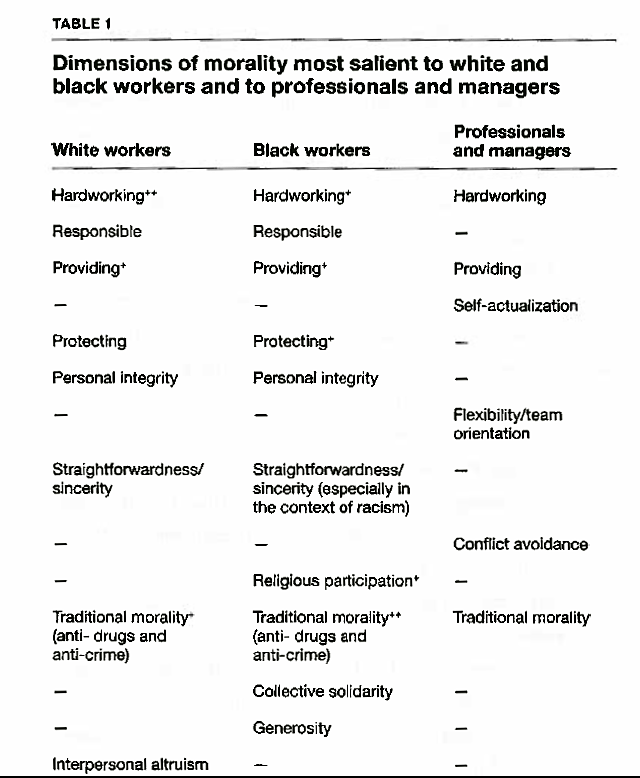 TABLE 1
Dimensions of morality most salient to white and
black workers and to professionals and managers
Professionals
White workers Black workers and managers
Hardworking⁺⁺ Hardworking⁺ Hardworking
Responsible Responsible –
Providing⁺ Providing⁺ Providing
– – Self-actualization
Protecting Protecting⁺ –
Personal integrity Personal integrity –
– – Flexibility/team
orientation
Straightforwardness/ Straightforwardness/ –
sincerity sincerity (especially in
the context of racism)
– – Conflict avoidance
– Religious participation⁺ –
Traditional morality⁺ Traditional morality⁺⁺ Traditional morality
(anti- drugs and (anti- drugs and
anti-crime) anti-crime)
– Collective solidarity –
– Generosity –
Interpersonal altruism – –